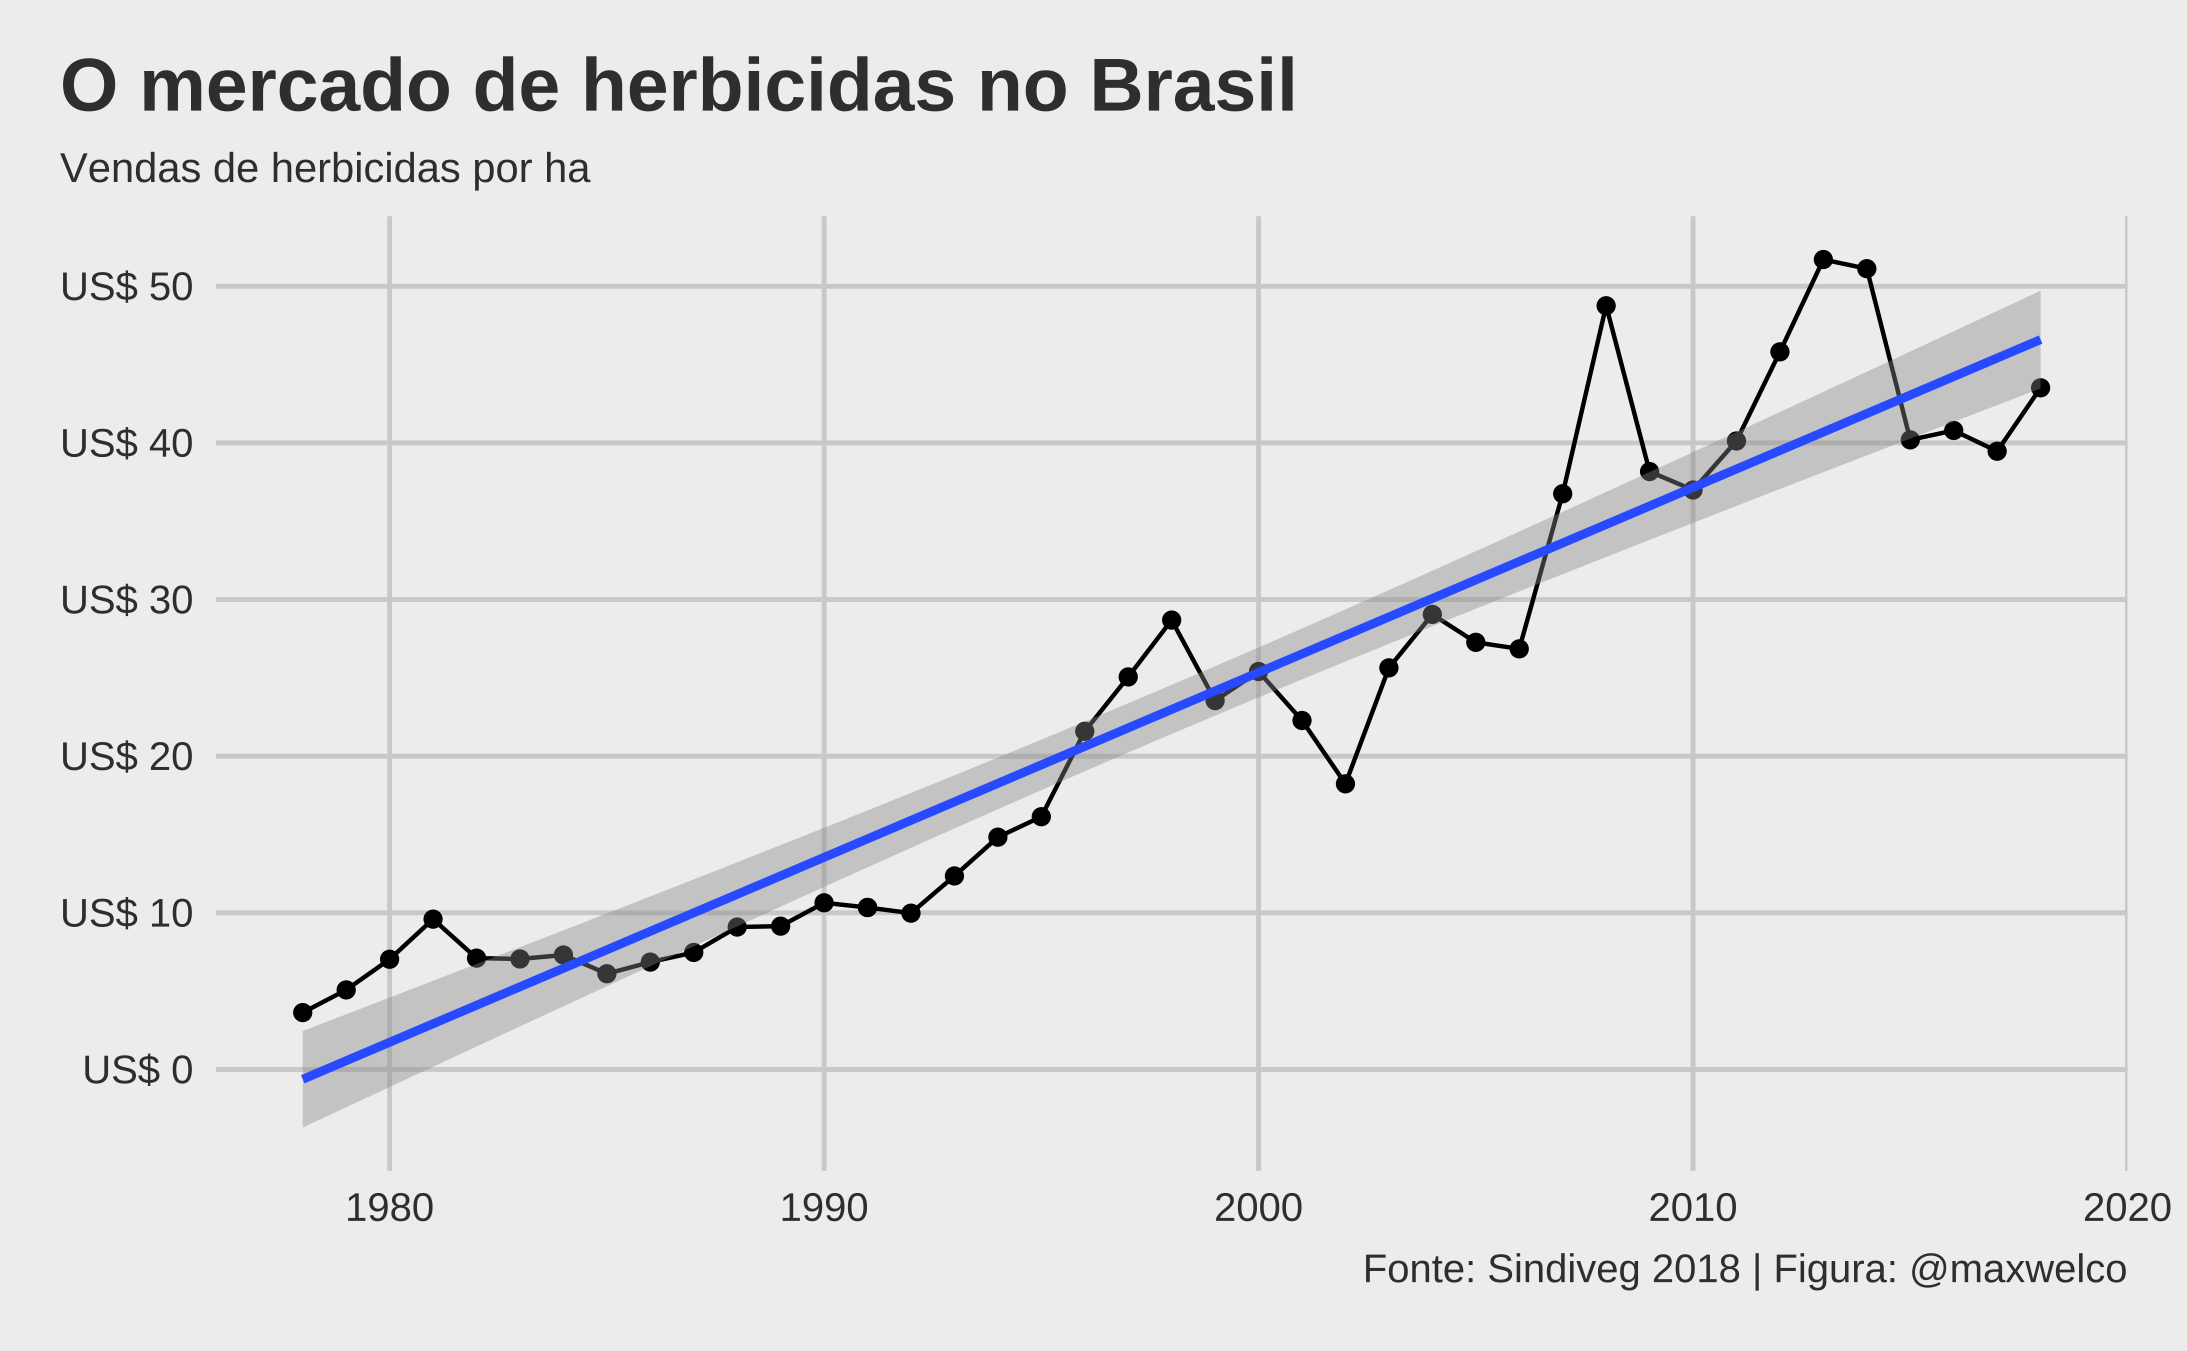 O mercado de herbicidas no Brasil
Vendas de herbicidas por ha
US$ 50
US$ 40
US$ 30
US$ 20
US$ 10
US$ 0
1980 1990 2000 2010 2020
Fonte: Sindiveg 2018 | Figura: @maxwelco